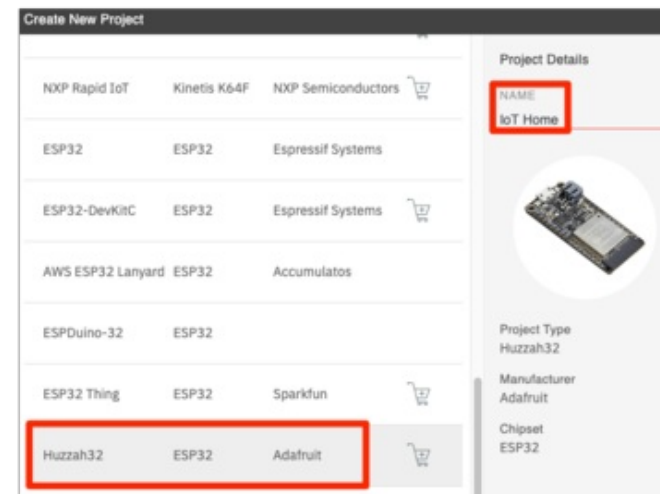 Create New Project
NXP Rapid IoT Kinetis K64F NXP Semiconductors
ESP32 ESP32 Espressif Systems
ESP32-DevKitC ESP32 Espressif Systems
AWS ESP32 Lanyard ESP32 Accumulatos
ESPDuino-32 ESP32
ESP32 Thing ESP32 Sparkfun
Huzzah32 ESP32 Adafruit
Project Details
NAME
IoT Home
Project Type
Huzzah32
Manufacturer
Adafruit
Chipset
ESP32